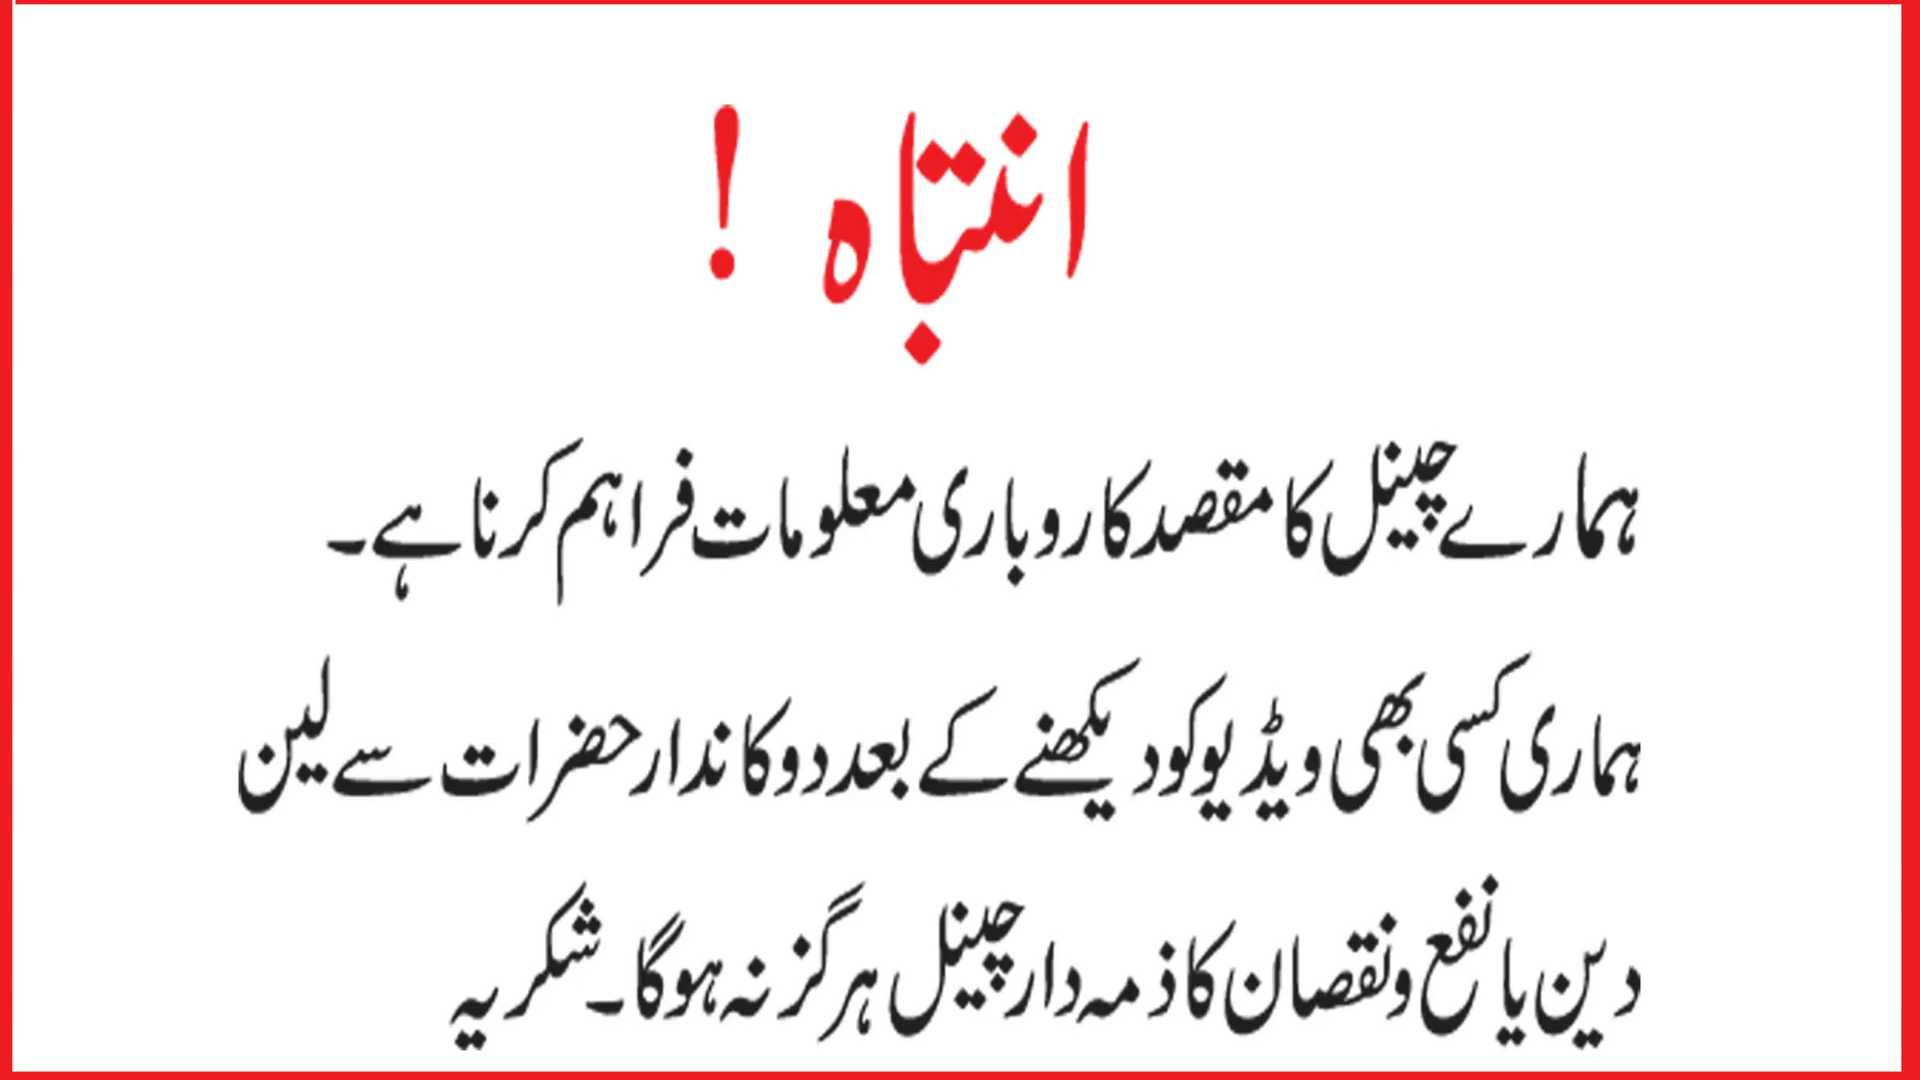 انتباہ !
ہمارے چینل کا مقصد کاروباری معلومات فراہم کرنا ہے۔
ہماری کسی بھی ویڈیو کو دیکھنے کے بعد دوکاندار حضرات سے لین
دین یا نفع و نقصان کا ذمہ دار چینل ہرگز نہ ہوگا۔ شکریہ